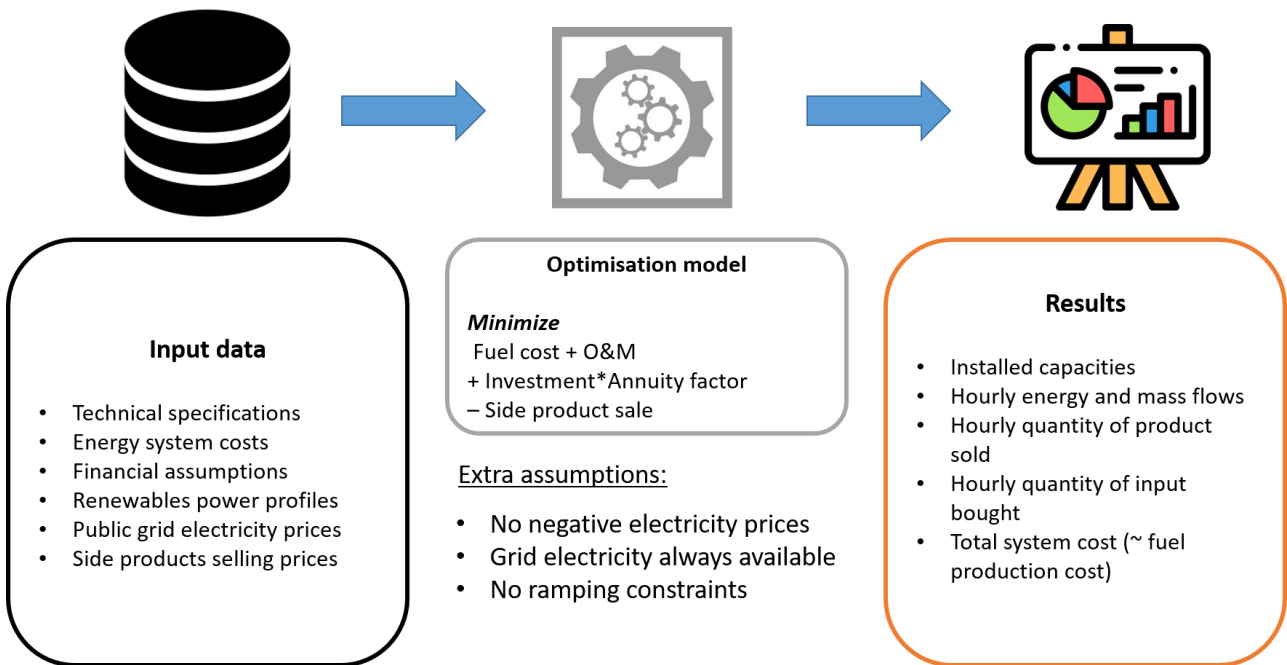 Input data
• Technical specifications
• Energy system costs
• Financial assumptions
• Renewables power profiles
• Public grid electricity prices
• Side products selling prices
Optimisation model
Minimize
Fuel cost + O&M
+ Investment*Annuity factor
– Side product sale
Extra assumptions:
• No negative electricity prices
• Grid electricity always available
• No ramping constraints
Results
• Installed capacities
• Hourly energy and mass flows
• Hourly quantity of product
sold
• Hourly quantity of input
bought
• Total system cost (~ fuel
production cost)